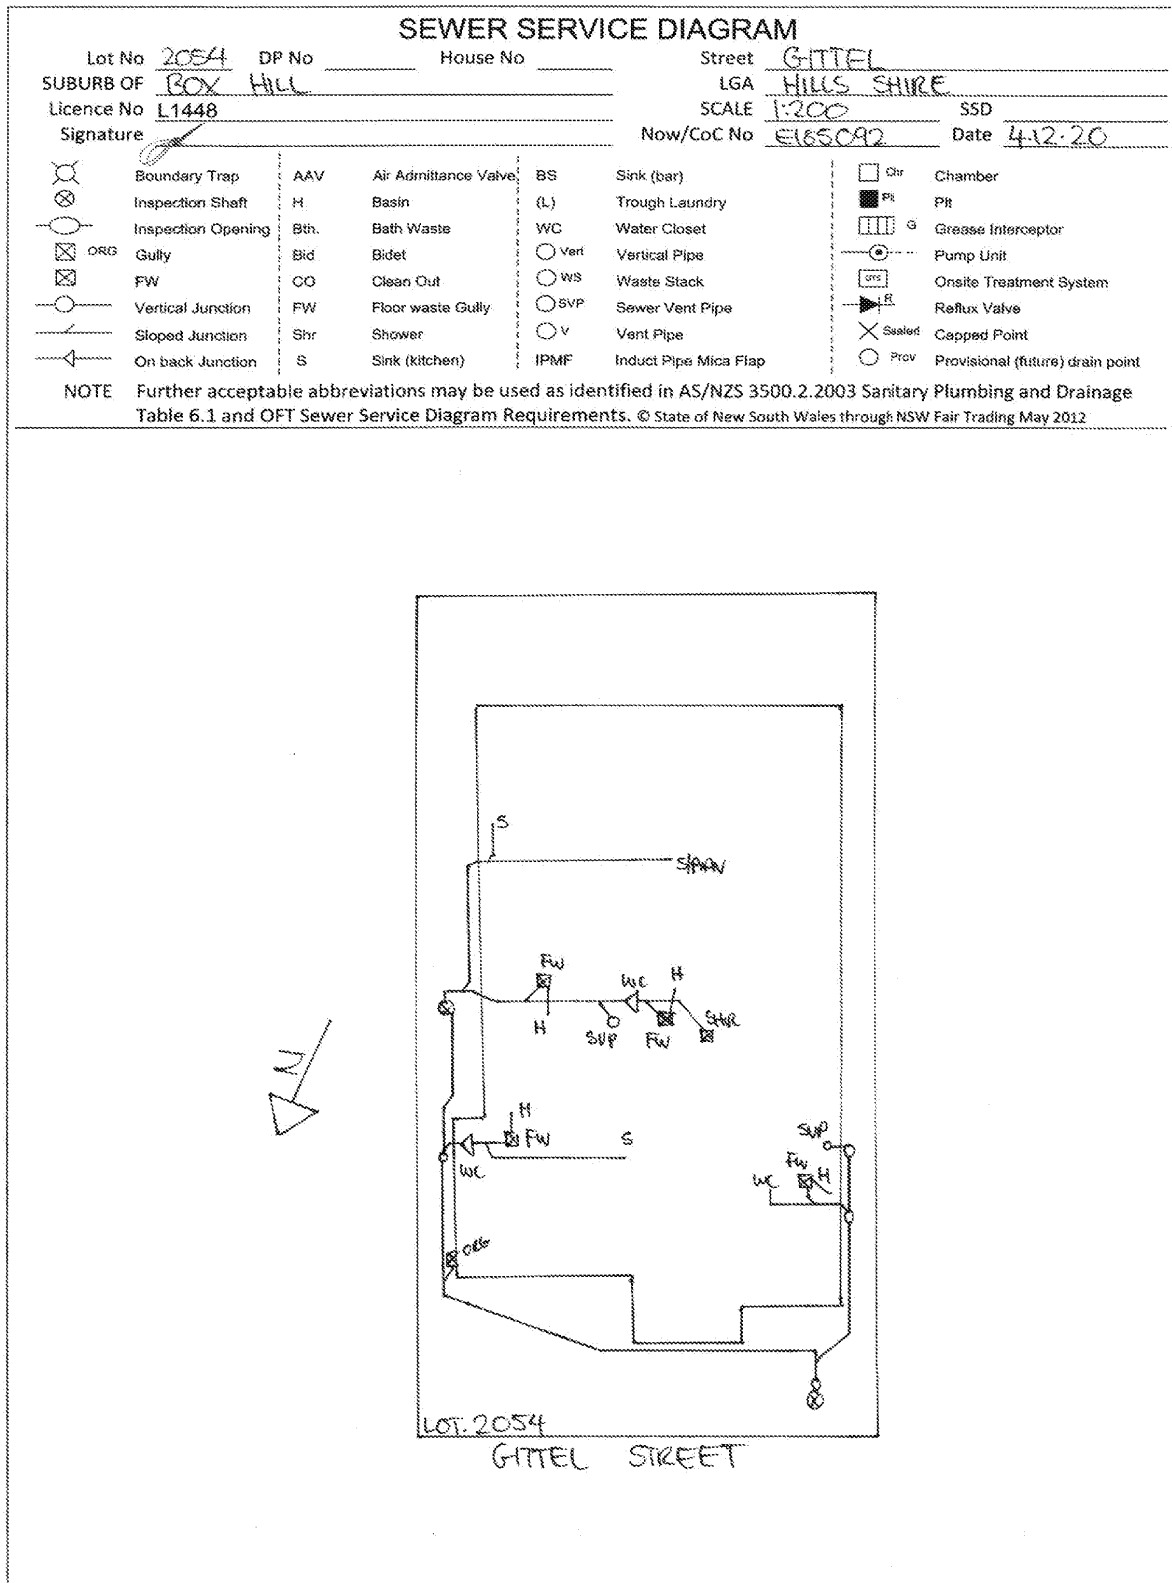 SEWER SERVICE DIAGRAM
Lot No 2054 DP No House No Street GITTEL
SUBURB OF BOX HILL LGA HILLS SHIRE
Licence No L1448 SCALE 1:200 SSD
Signature Now/CoC No E165092 Date 4.12.20
Boundary Trap AAV Air Admittance Valve BS Sink (bar) Chr Chamber
Inspection Shaft H Basin (L) Trough Laundry Pit Pit
Inspection Opening Bth. Bath Waste WC Water Closet G Grease Interceptor
ORG Gully Bid Bidet Vert Vertical Pipe Pump Unit
FW CO Clean Out WS Waste Stack Onsite Treatment System
Vertical Junction FW Floor waste Gully SVP Sewer Vent Pipe R Reflux Valve
Sloped Junction Shr Shower V Vent Pipe Sealed Capped Point
On back Junction S Sink (kitchen) IPMF Induct Pipe Mica Flap Prov Provisional (future) drain point
NOTE Further acceptable abbreviations may be used as identified in AS/NZS 3500.2.2003 Sanitary Plumbing and Drainage
Table 6.1 and OFT Sewer Service Diagram Requirements. © State of New South Wales through NSW Fair Trading May 2012
S
S/AAV
FW
WC
H
H
SVP
FW
SHWR
N
H
FW
S
WC
SVP
FW
H
WC
ORG
LOT. 2054
GITTEL STREET